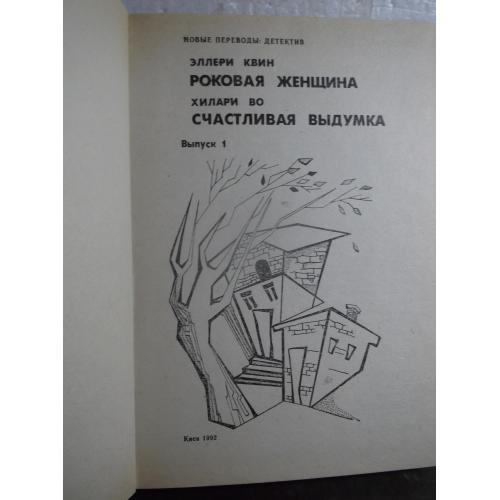 НОВЫЕ ПЕРЕВОДЫ: ДЕТЕКТИВ
ЭЛЛЕРИ КВИН
РОКОВАЯ ЖЕНЩИНА
ХИЛАРИ ВО
СЧАСТЛИВАЯ ВЫДУМКА
Выпуск 1
Киев 1992